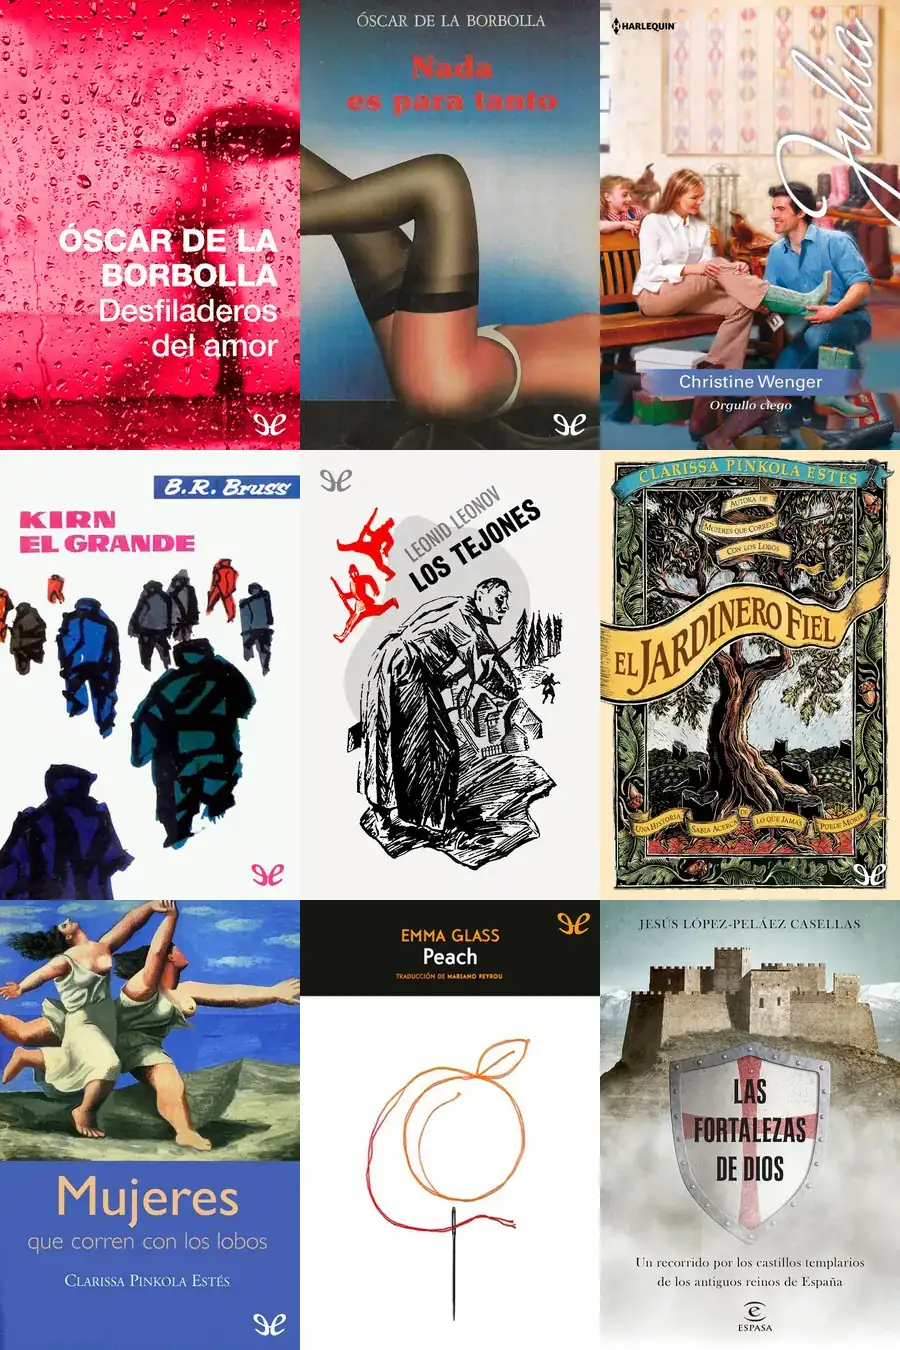 ÓSCAR DE LA
BORBOLLA
Desfiladeros
del amor
ÓSCAR DE LA BORBOLLA
Nada
es para tanto
HARLEQUIN
Julia
Christine Wenger
Orgullo ciego
B.R. Bruss
KIRN
EL GRANDE
LEONID LEONOV
LOS TEJONES
CLARISSA PINKOLA ESTÉS
AUTORA DE
MUJERES QUE CORREN
CON LOS LOBOS
EL JARDINERO FIEL
UNA HISTORIA
SABIA ACERCA
DE
LO QUE JAMAS
PUEDE MORIR
Mujeres
que corren con los lobos
CLARISSA PINKOLA ESTÉS
EMMA GLASS
Peach
TRADUCCIÓN DE MARIANO PEYROU
JESÚS LÓPEZ-PELÁEZ CASELLAS
LAS
FORTALEZAS
DE DIOS
Un recorrido por los castillos templarios
de los antiguos reinos de España
e
ESPASA